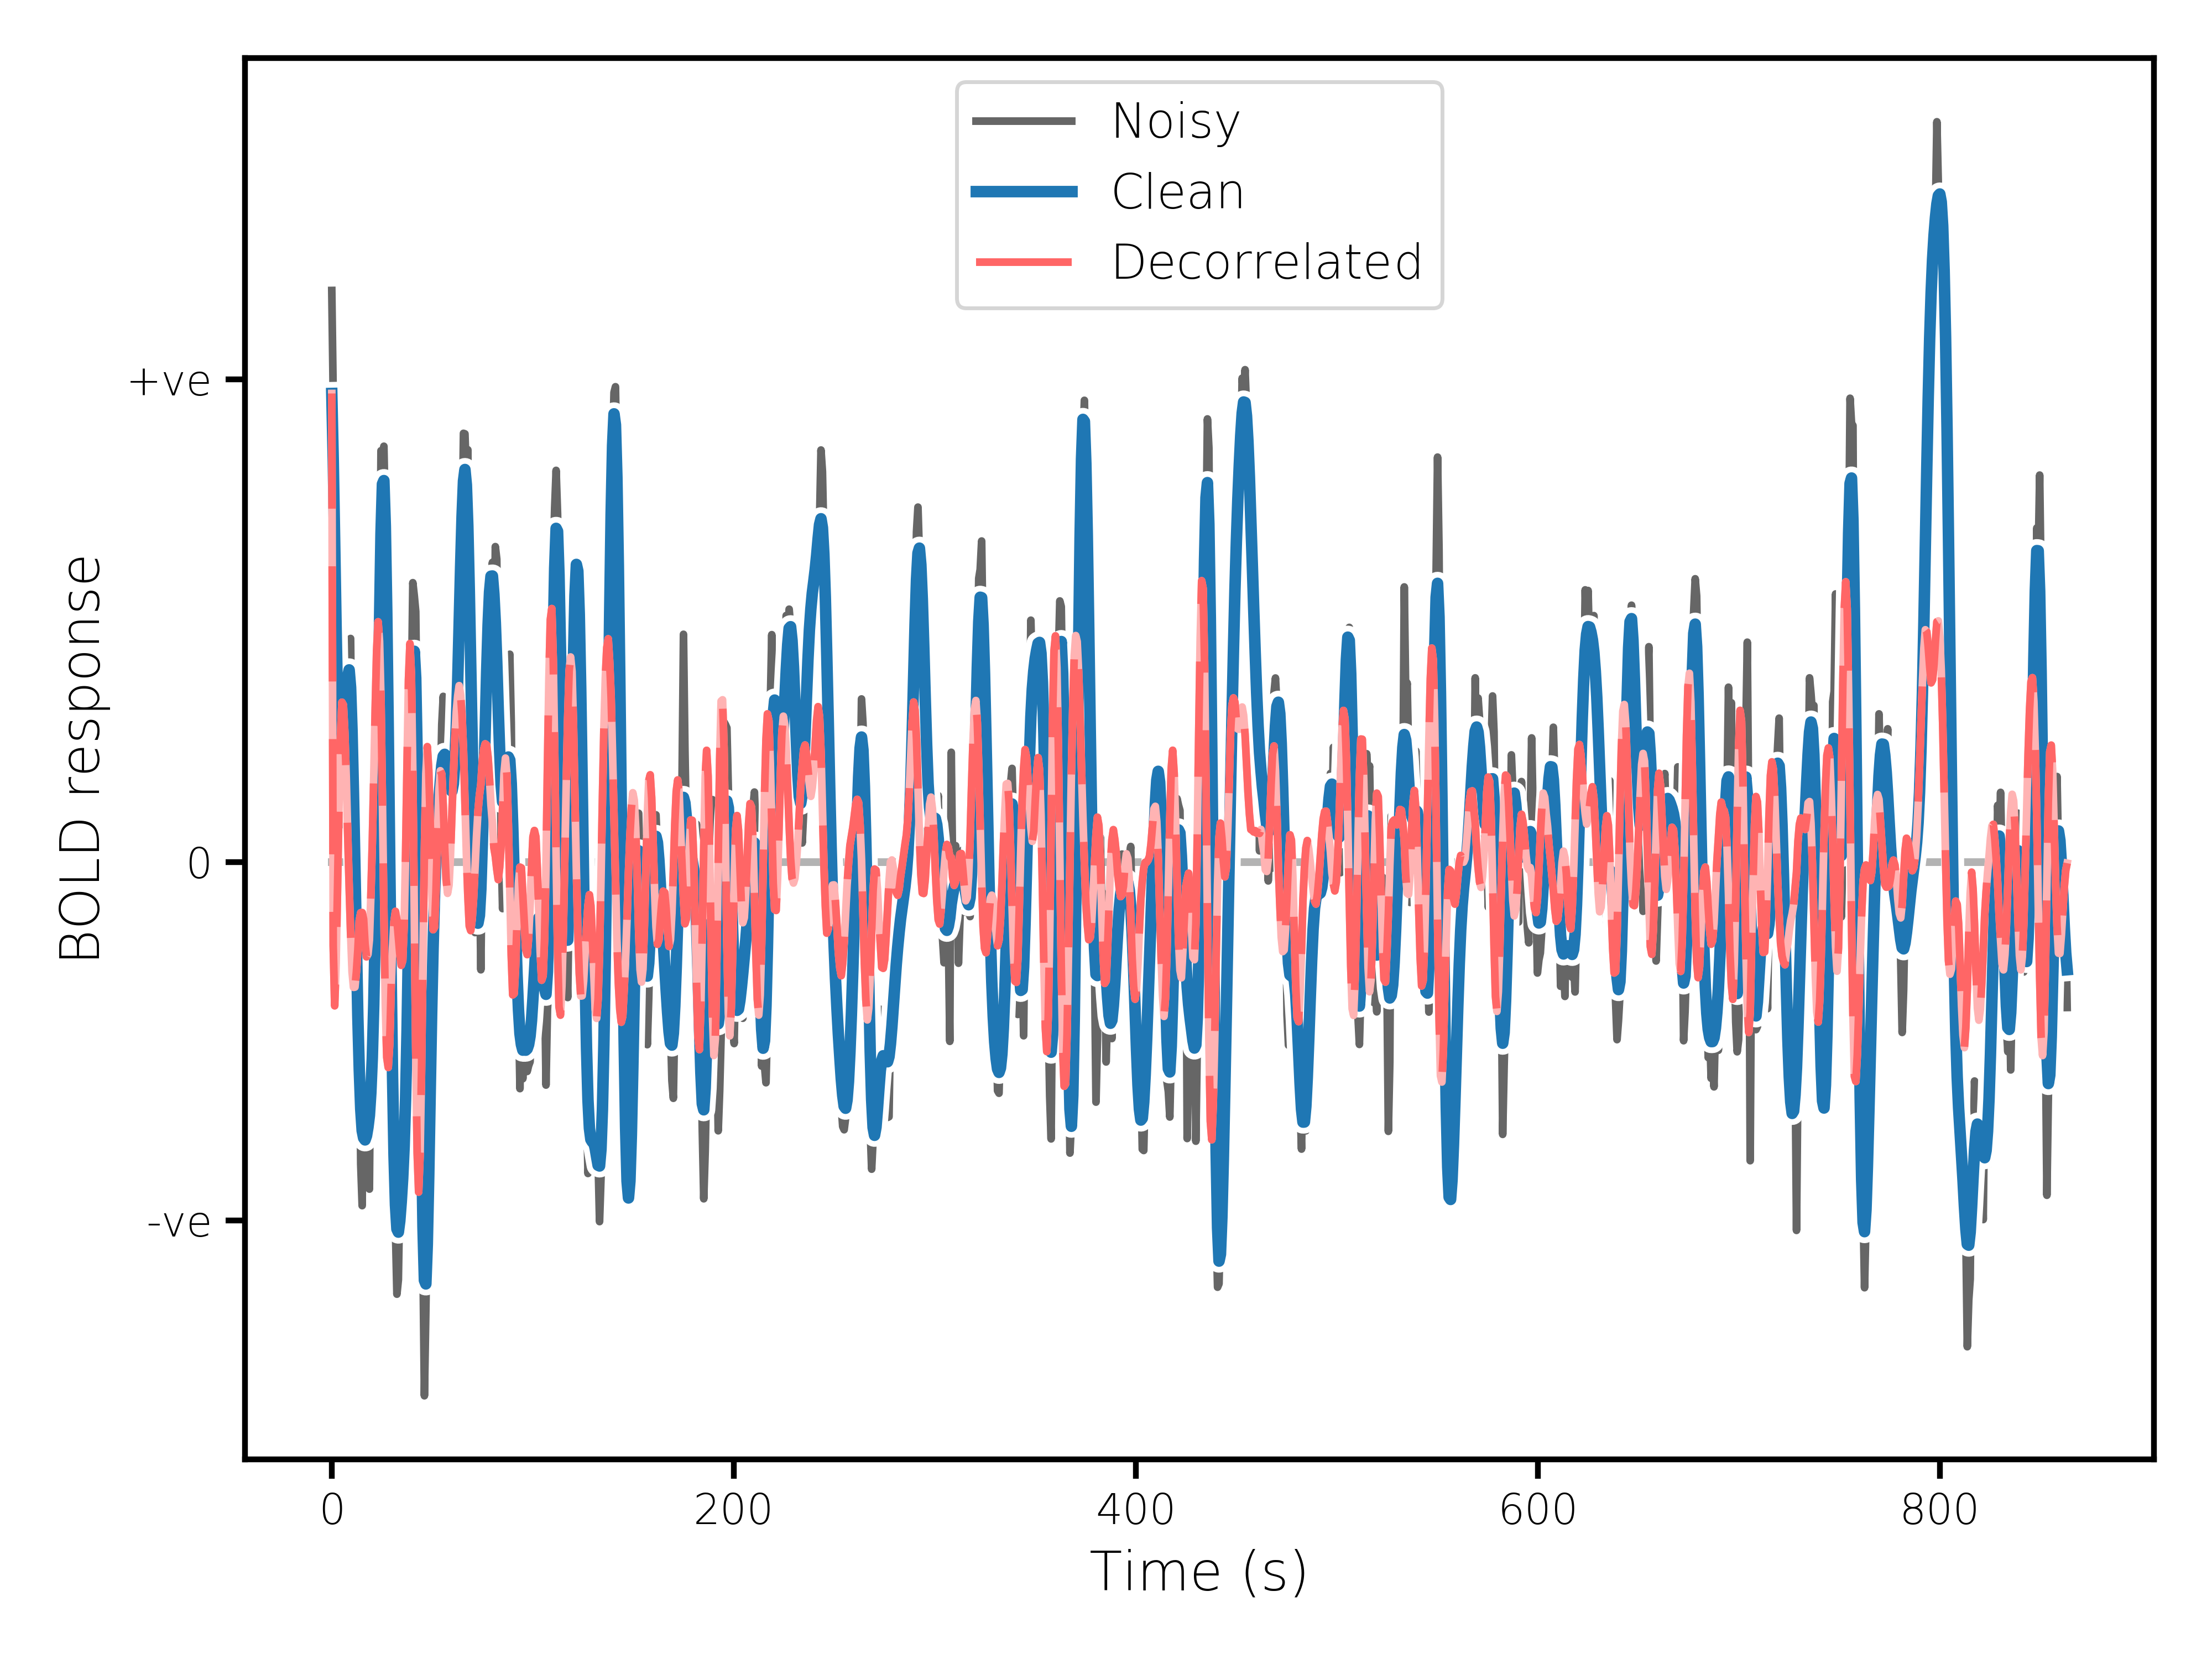 Noisy
Clean
Decorrelated
+ve
0
-ve
BOLD response
0 200 400 600 800
Time (s)